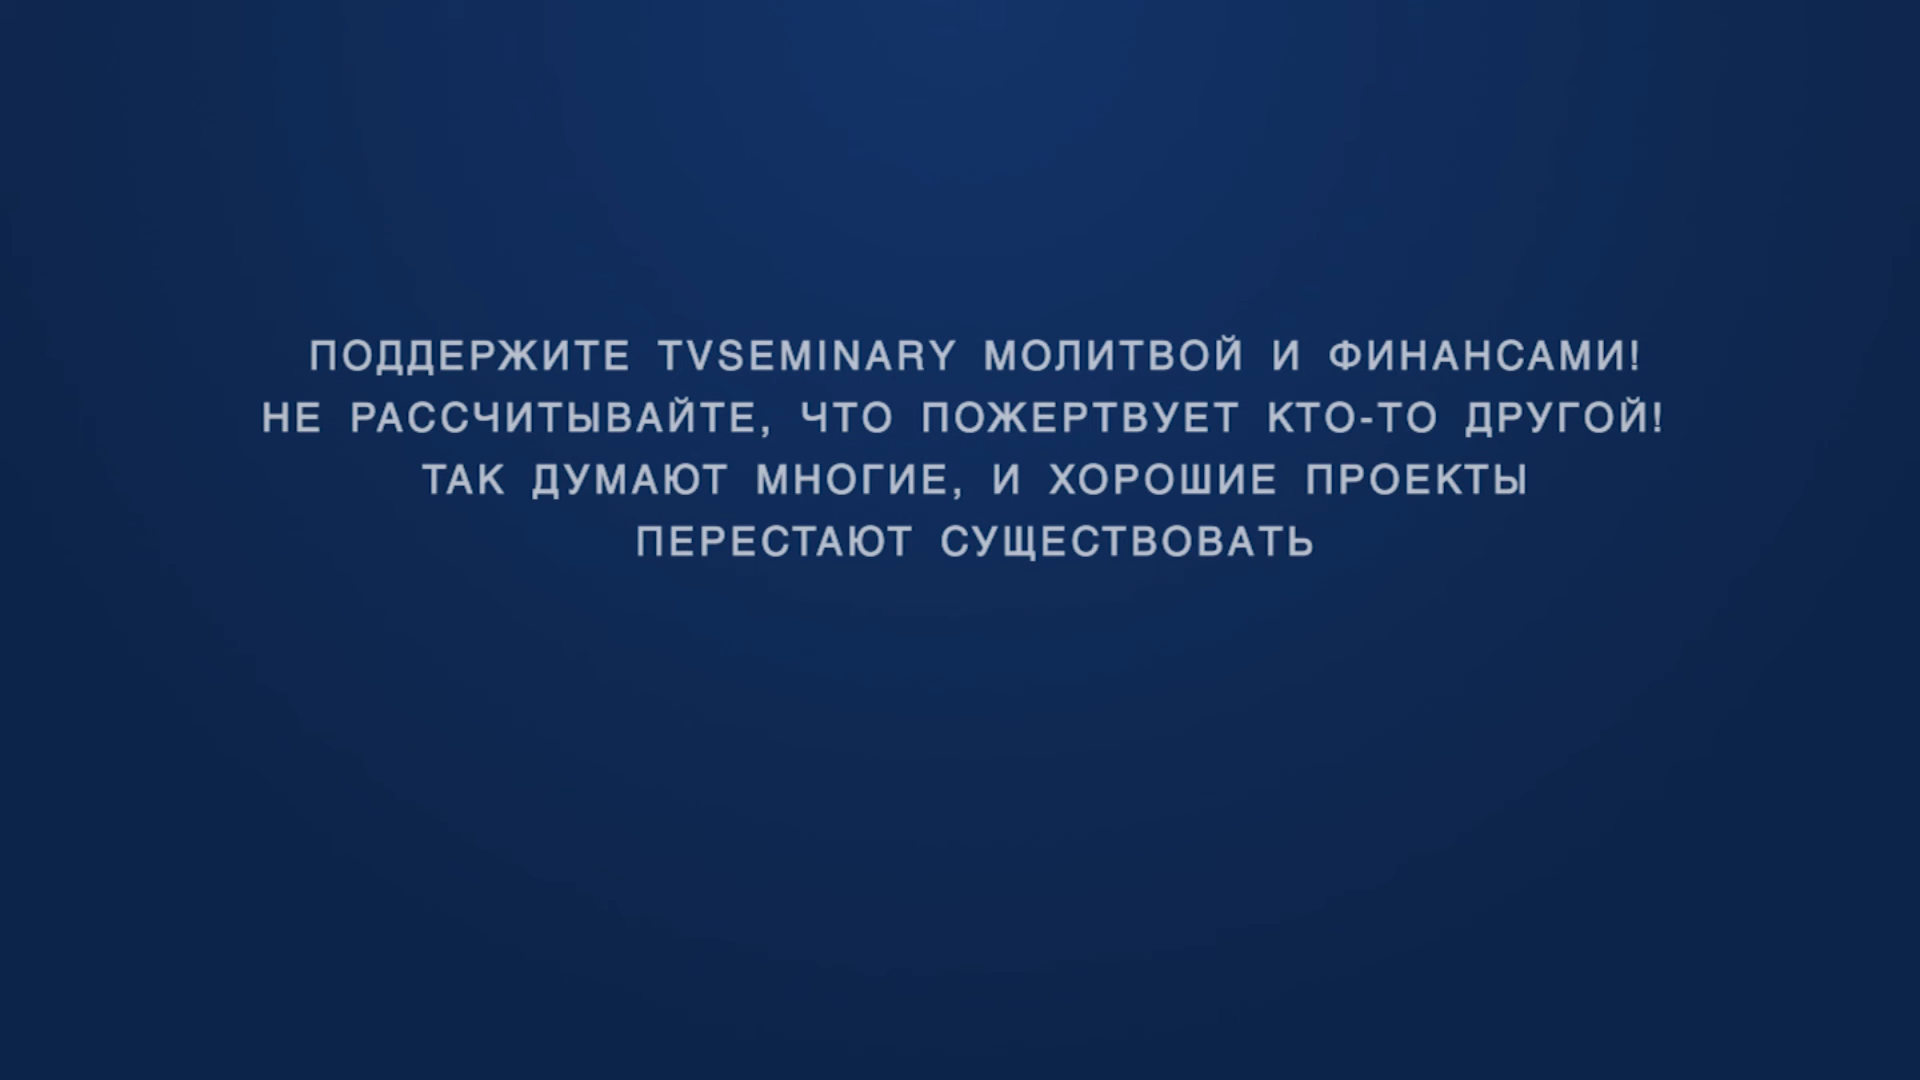 ПОДДЕРЖИТЕ TVSEMINARY МОЛИТВОЙ И ФИНАНСАМИ!
НЕ РАССЧИТЫВАЙТЕ, ЧТО ПОЖЕРТВУЕТ КТО-ТО ДРУГОЙ!
ТАК ДУМАЮТ МНОГИЕ, И ХОРОШИЕ ПРОЕКТЫ
ПЕРЕСТАЮТ СУЩЕСТВОВАТЬ